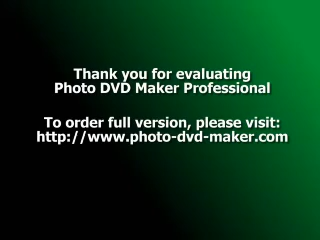 Thank you for evaluating
Photo DVD Maker Professional
To order full version, please visit:
http://www.photo-dvd-maker.com